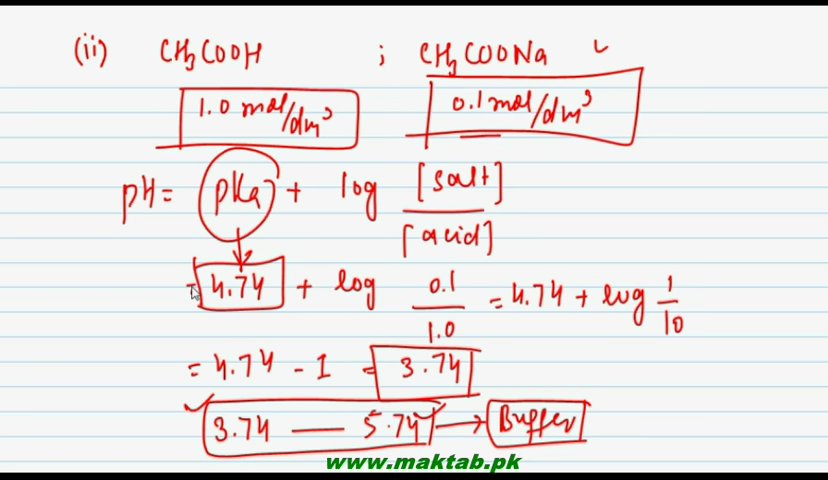 (ii) CH3COOH ; CH3COONa
1.0 mol/dm³ 0.1 mol/dm³
pH = pKa + log [salt]/[acid]
= 4.74 + log 0.1/1.0 = 4.74 + log 1/10
= 4.74 - 1 = 3.74
3.74 — 5.74 → Buffer
www.maktab.pk